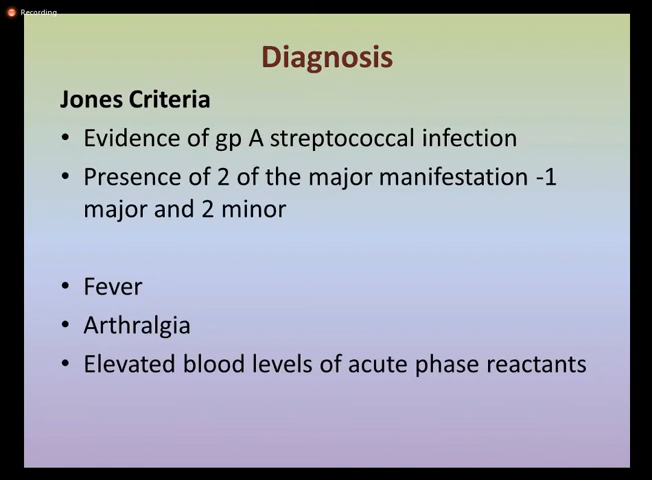 Recording
Diagnosis
Jones Criteria
• Evidence of gp A streptococcal infection
• Presence of 2 of the major manifestation -1
major and 2 minor
• Fever
• Arthralgia
• Elevated blood levels of acute phase reactants